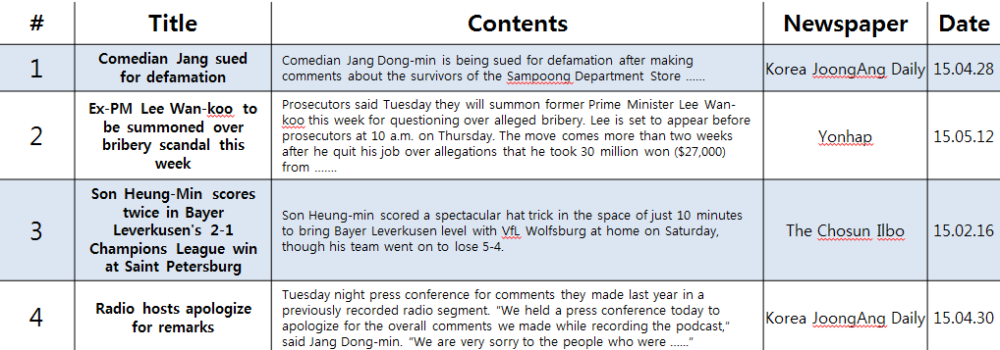 # Title Contents Newspaper Date
1
Comedian Jang sued
for defamation
Comedian Jang Dong-min is being sued for defamation after making
comments about the survivors of the Sampoong Department Store ......
Korea JoongAng Daily
15.04.28
2
Ex-PM Lee Wan-koo to
be summoned over
bribery scandal this
week
Prosecutors said Tuesday they will summon former Prime Minister Lee Wan-
koo this week for questioning over alleged bribery. Lee is set to appear before
prosecutors at 10 a.m. on Thursday. The move comes more than two weeks
after he quit his job over allegations that he took 30 million won ($27,000)
from .......
Yonhap
15.05.12
3
Son Heung-Min scores
twice in Bayer
Leverkusen's 2-1
Champions League win
at Saint Petersburg
Son Heung-min scored a spectacular hat trick in the space of just 10 minutes
to bring Bayer Leverkusen level with VfL Wolfsburg at home on Saturday,
though his team went on to lose 5-4.
The Chosun Ilbo
15.02.16
4
Radio hosts apologize
for remarks
Tuesday night press conference for comments they made last year in a
previously recorded radio segment. "We held a press conference today to
apologize for the overall comments we made while recording the podcast,"
said Jang Dong-min. "We are very sorry to the people who were ......"
Korea JoongAng Daily
15.04.30